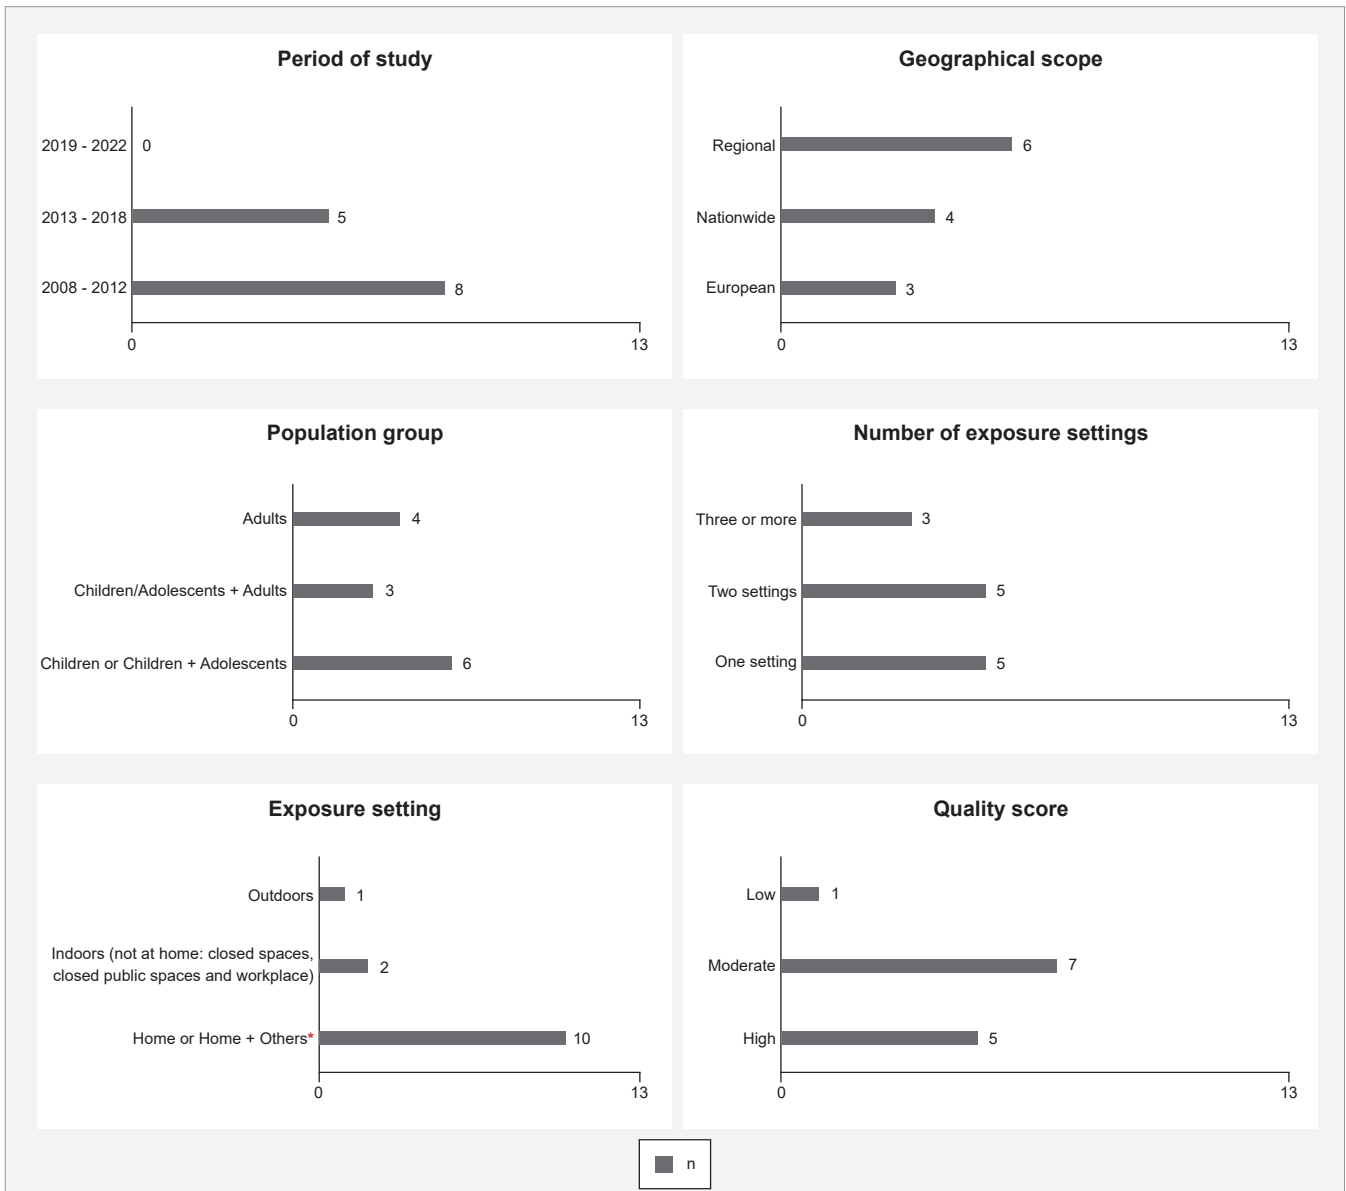 Period of study
2019 - 2022 0
2013 - 2018 5
2008 - 2012 8
0 13
Geographical scope
Regional 6
Nationwide 4
European 3
0 13
Population group
Adults 4
Children/Adolescents + Adults 3
Children or Children + Adolescents 6
0 13
Number of exposure settings
Three or more 3
Two settings 5
One setting 5
0 13
Exposure setting
Outdoors 1
Indoors (not at home: closed spaces,
closed public spaces and workplace) 2
Home or Home + Others* 10
0 13
Quality score
Low 1
Moderate 7
High 5
0 13
n